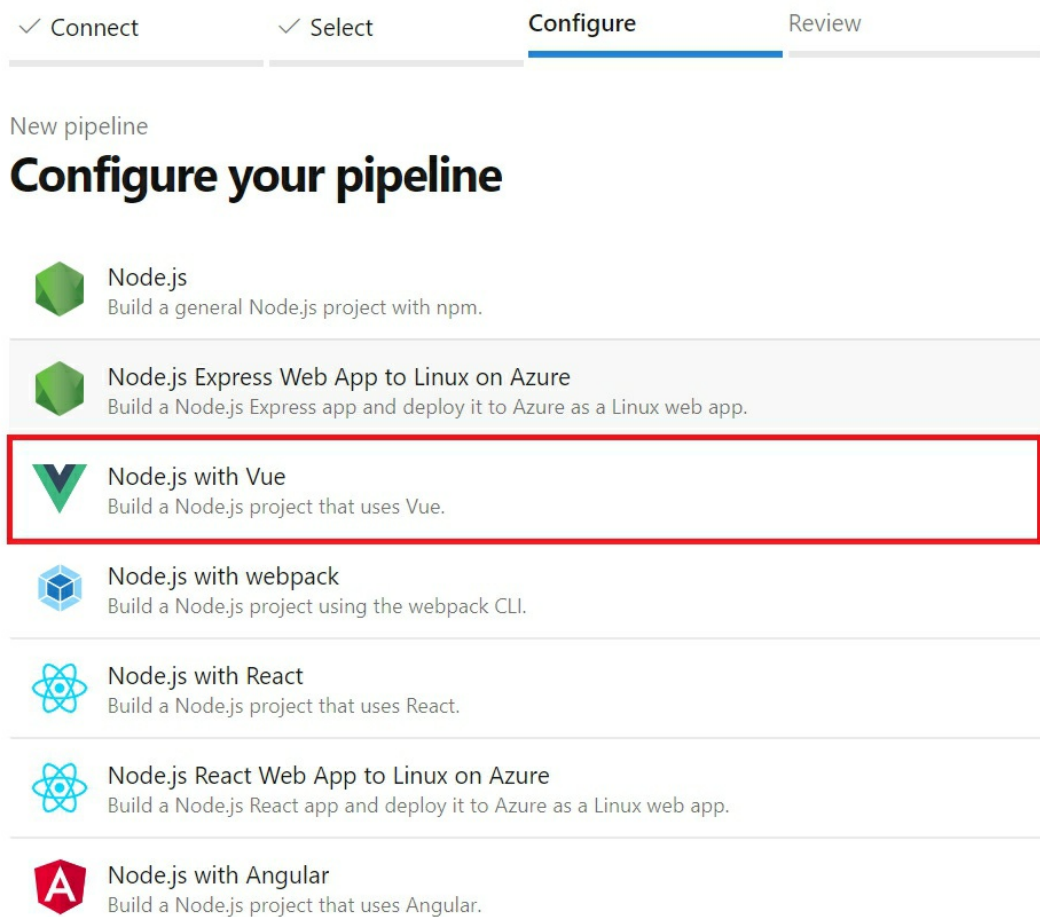 Connect
Select
Configure
Review
New pipeline
Configure your pipeline
Node.js
Build a general Node.js project with npm.
Node.js Express Web App to Linux on Azure
Build a Node.js Express app and deploy it to Azure as a Linux web app.
Node.js with Vue
Build a Node.js project that uses Vue.
Node.js with webpack
Build a Node.js project using the webpack CLI.
Node.js with React
Build a Node.js project that uses React.
Node.js React Web App to Linux on Azure
Build a Node.js React app and deploy it to Azure as a Linux web app.
Node.js with Angular
Build a Node.js project that uses Angular.